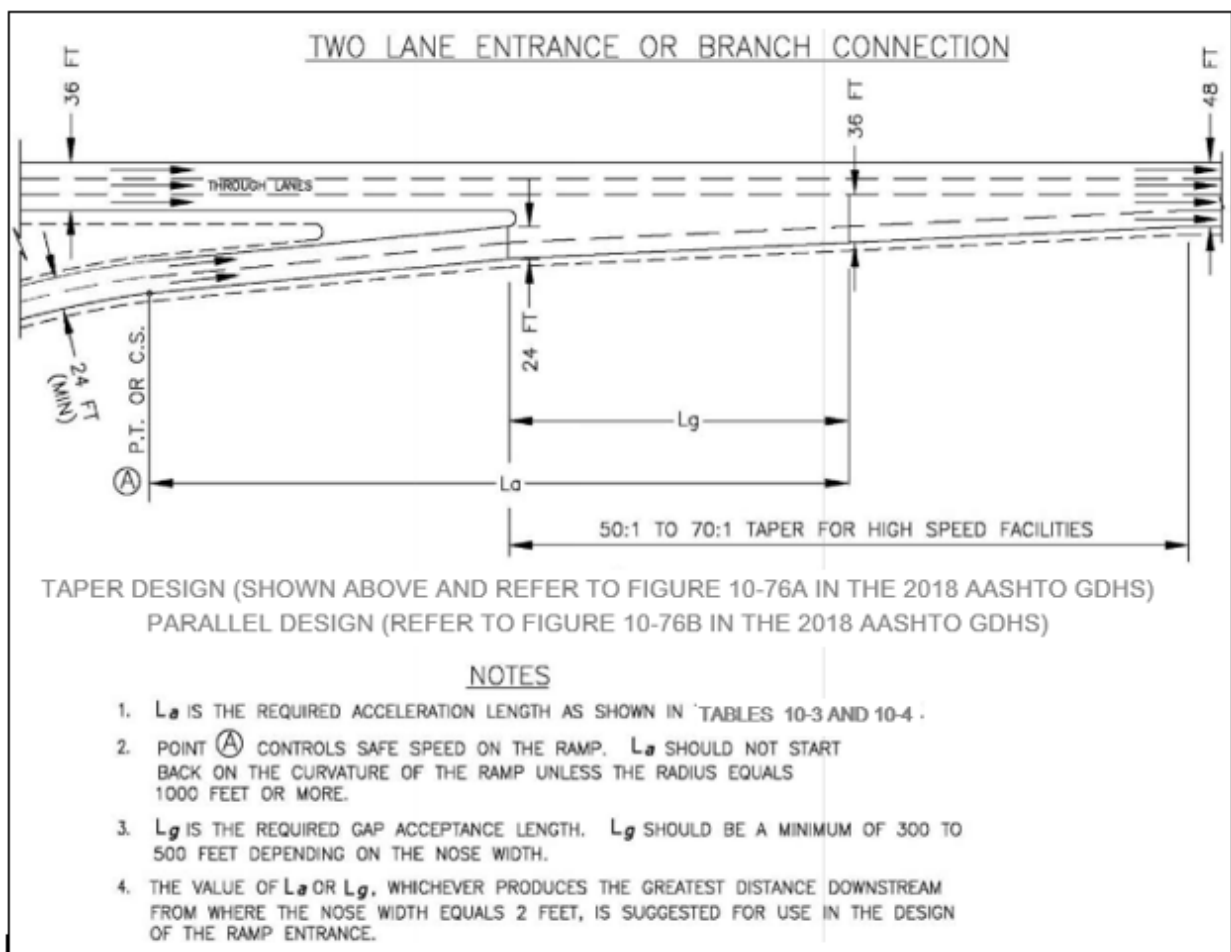 TWO LANE ENTRANCE OR BRANCH CONNECTION
36 FT
36 FT
48 FT
THROUGH LANES
24 FT
(MIN)
P.T. OR C.S.
A
24 FT
Lg
La
50:1 TO 70:1 TAPER FOR HIGH SPEED FACILITIES
TAPER DESIGN (SHOWN ABOVE AND REFER TO FIGURE 10-76A IN THE 2018 AASHTO GDHS)
PARALLEL DESIGN (REFER TO FIGURE 10-76B IN THE 2018 AASHTO GDHS)
NOTES
1. La IS THE REQUIRED ACCELERATION LENGTH AS SHOWN IN TABLES 10-3 AND 10-4.
2. POINT A CONTROLS SAFE SPEED ON THE RAMP. La SHOULD NOT START
BACK ON THE CURVATURE OF THE RAMP UNLESS THE RADIUS EQUALS
1000 FEET OR MORE.
3. Lg IS THE REQUIRED GAP ACCEPTANCE LENGTH. Lg SHOULD BE A MINIMUM OF 300 TO
500 FEET DEPENDING ON THE NOSE WIDTH.
4. THE VALUE OF La OR Lg, WHICHEVER PRODUCES THE GREATEST DISTANCE DOWNSTREAM
FROM WHERE THE NOSE WIDTH EQUALS 2 FEET, IS SUGGESTED FOR USE IN THE DESIGN
OF THE RAMP ENTRANCE.